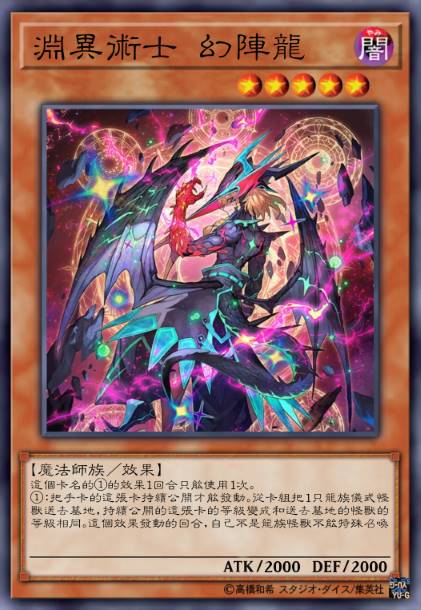 淵異術士 幻陣龍
やみ
闇
【魔法師族／效果】
這個卡名的①的效果1回合只能使用1次。
①：把手卡的這張卡持續公開才能發動。從卡組把1只龍族儀式怪
獸送去墓地，持續公開的這張卡的等級變成和送去墓地的怪獸的
等級相同。這個效果發動的回合，自己不是龍族怪獸不能特殊召喚
ATK/2000 DEF/2000
©高橋和希 スタジオ・ダイス/集英社